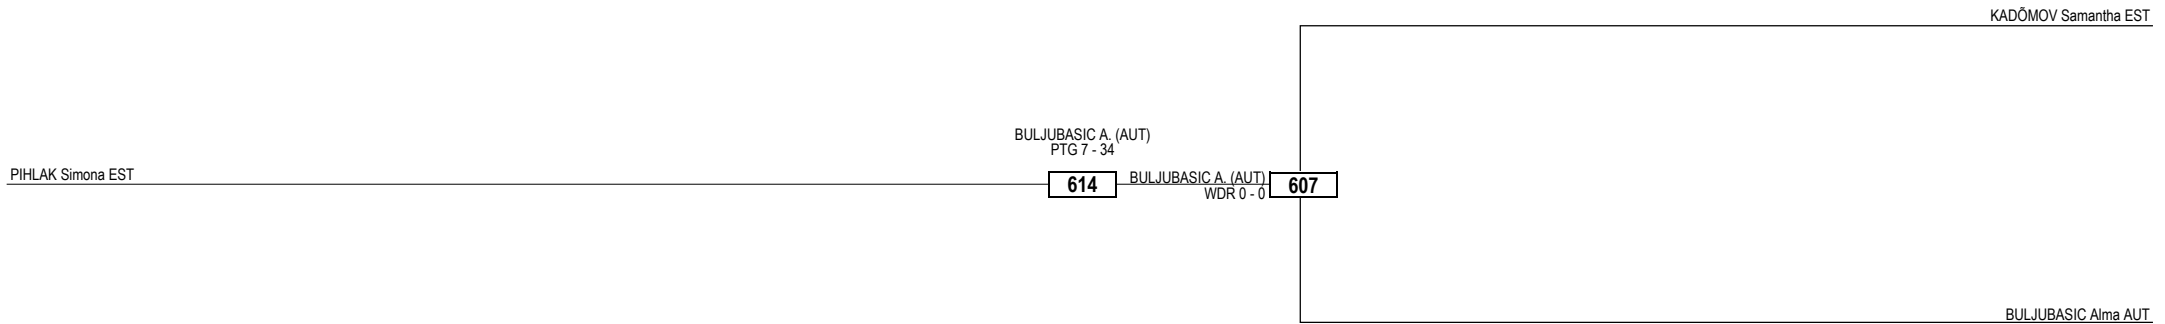 KADÕMOV Samantha EST
BULJUBASIC A. (AUT)
PTG 7 - 34
PIHLAK Simona EST
614
BULJUBASIC A. (AUT)
WDR 0 - 0
607
BULJUBASIC Alma AUT